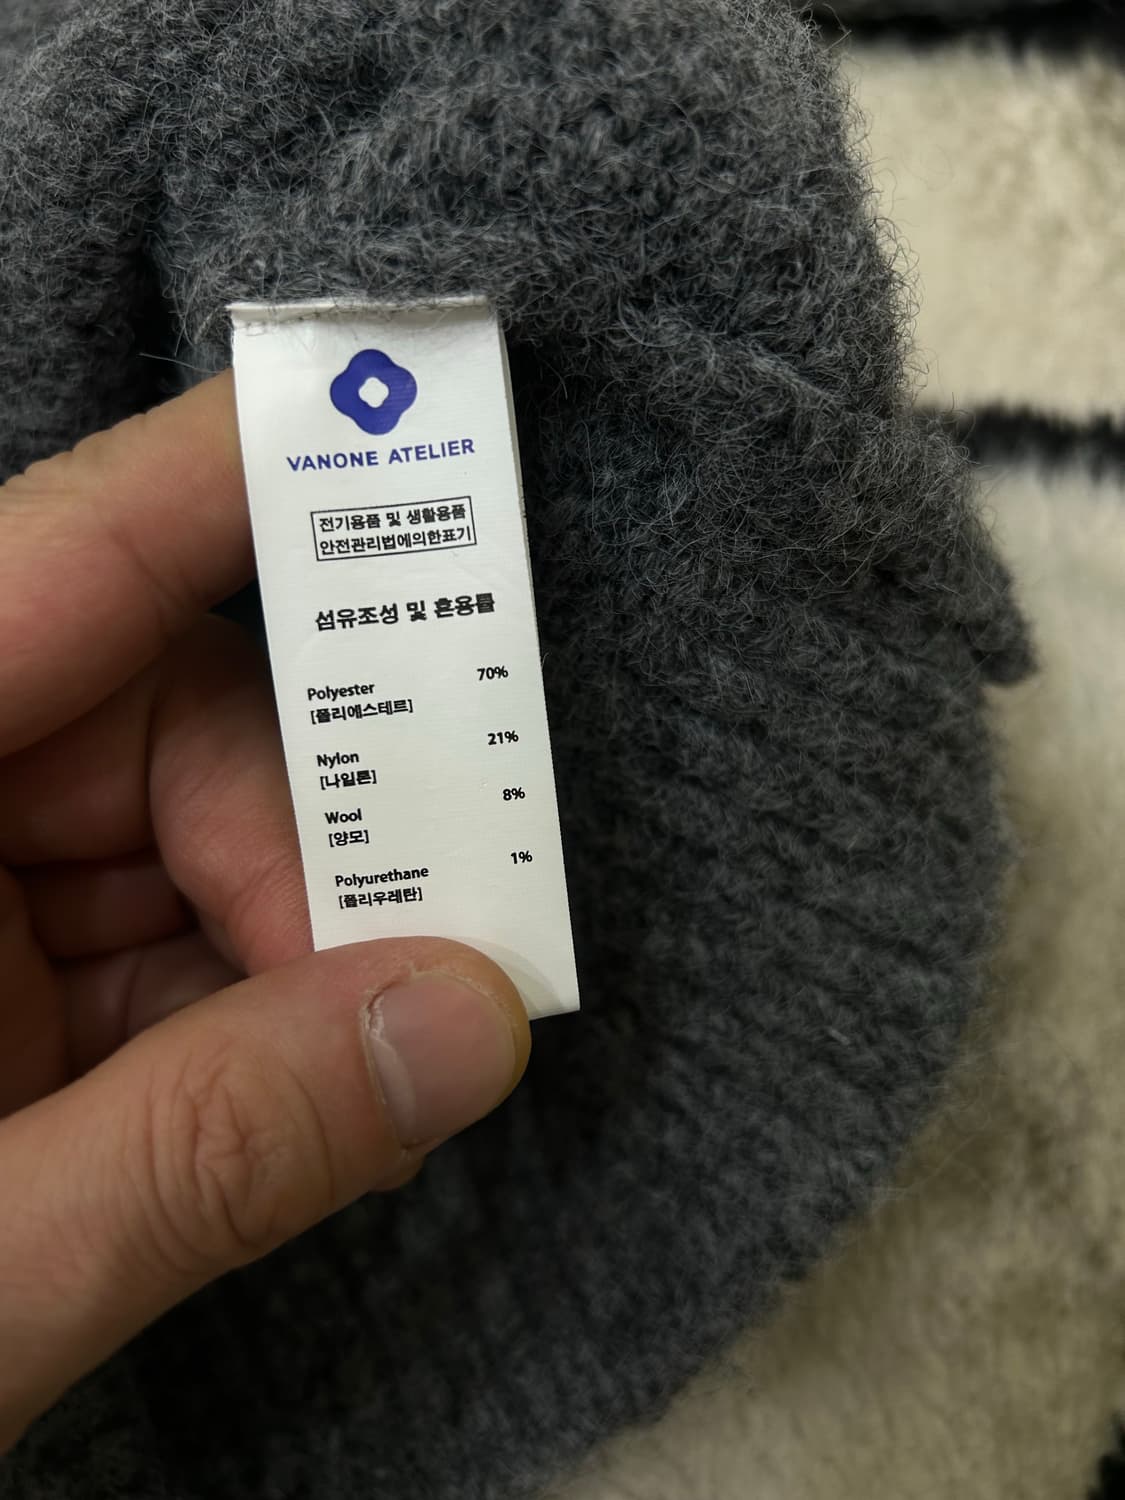 VANONE ATELIER
전기용품 및 생활용품
안전관리법에의한표기
섬유조성 및 혼용률
Polyester 70%
[폴리에스테르]
Nylon 21%
[나일론]
Wool 8%
[양모]
Polyurethane 1%
[폴리우레탄]